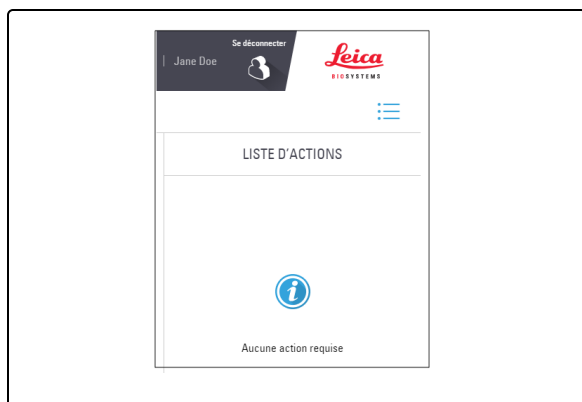 Se déconnecter
| Jane Doe
Leica
BIOSYSTEMS
LISTE D'ACTIONS
i
Aucune action requise